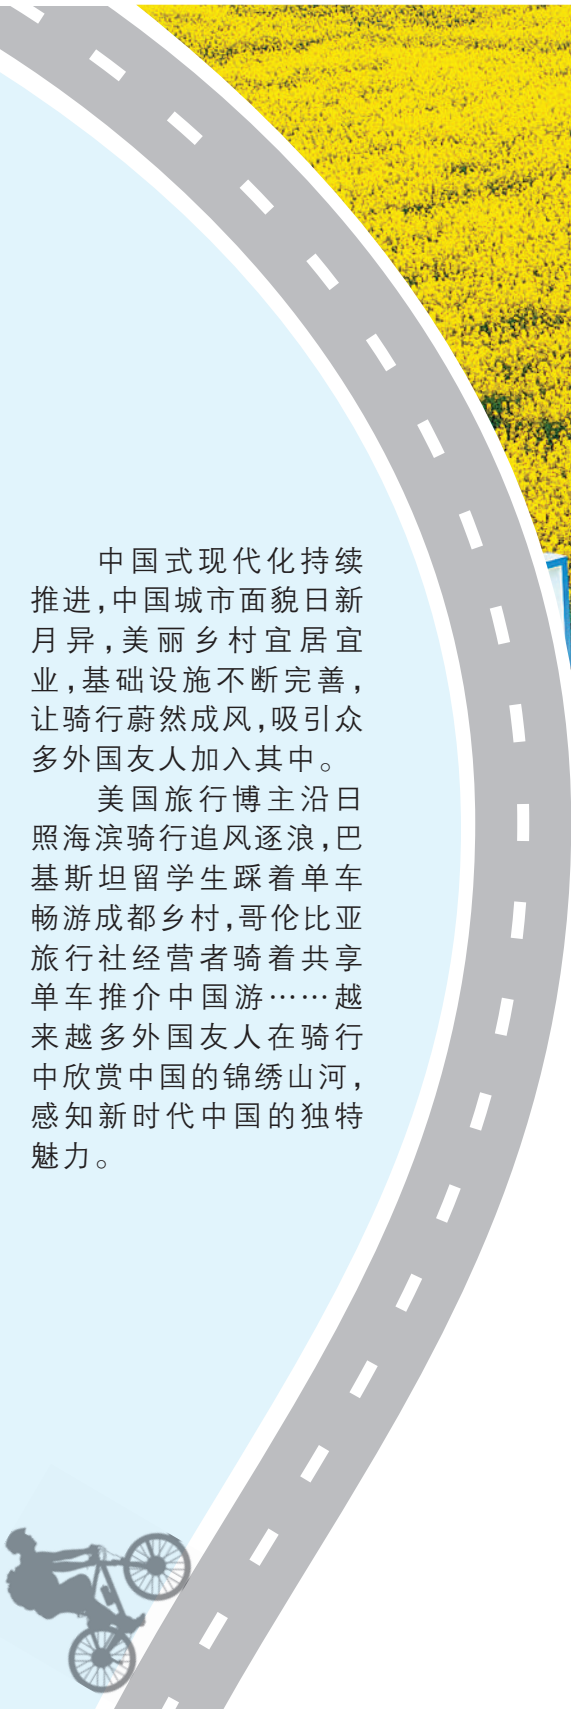 中国式现代化持续
推进,中国城市面貌日新
月异,美丽乡村宜居宜
业,基础设施不断完善,
让骑行蔚然成风,吸引众
多外国友人加入其中。
美国旅行博主沿日
照海滨骑行追风逐浪,巴
基斯坦留学生踩着单车
畅游成都乡村,哥伦比亚
旅行社经营者骑着共享
单车推介中国游……越
来越多外国友人在骑行
中欣赏中国的锦绣山河,
感知新时代中国的独特
魅力。